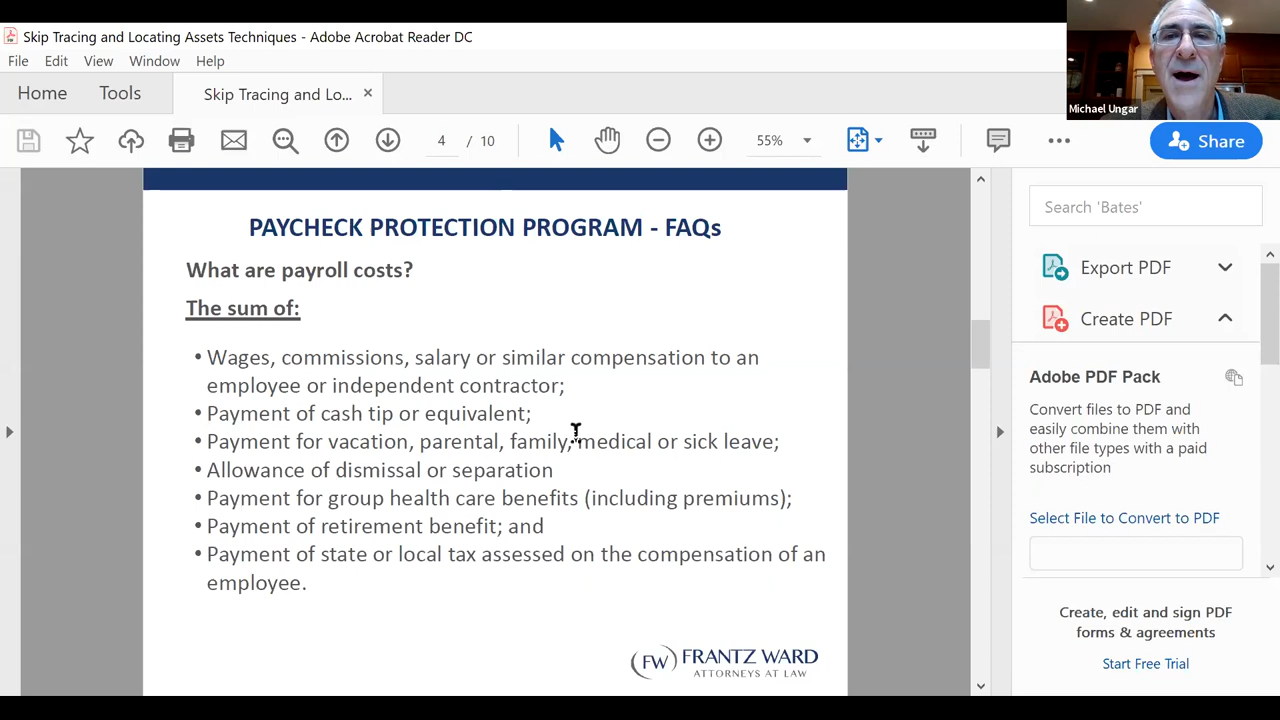 Skip Tracing and Locating Assets Techniques - Adobe Acrobat Reader DC
File Edit View Window Help
Michael Ungar
Home Tools Skip Tracing and Lo... ×
4 / 10 55% Share
PAYCHECK PROTECTION PROGRAM - FAQs
What are payroll costs?
The sum of:
• Wages, commissions, salary or similar compensation to an
employee or independent contractor;
• Payment of cash tip or equivalent;
• Payment for vacation, parental, family, medical or sick leave;
• Allowance of dismissal or separation
• Payment for group health care benefits (including premiums);
• Payment of retirement benefit; and
• Payment of state or local tax assessed on the compensation of an
employee.
FW FRANTZ WARD
ATTORNEYS AT LAW
Search 'Bates'
Export PDF
Create PDF
Adobe PDF Pack
Convert files to PDF and
easily combine them with
other file types with a paid
subscription
Select File to Convert to PDF
Create, edit and sign PDF
forms & agreements
Start Free Trial